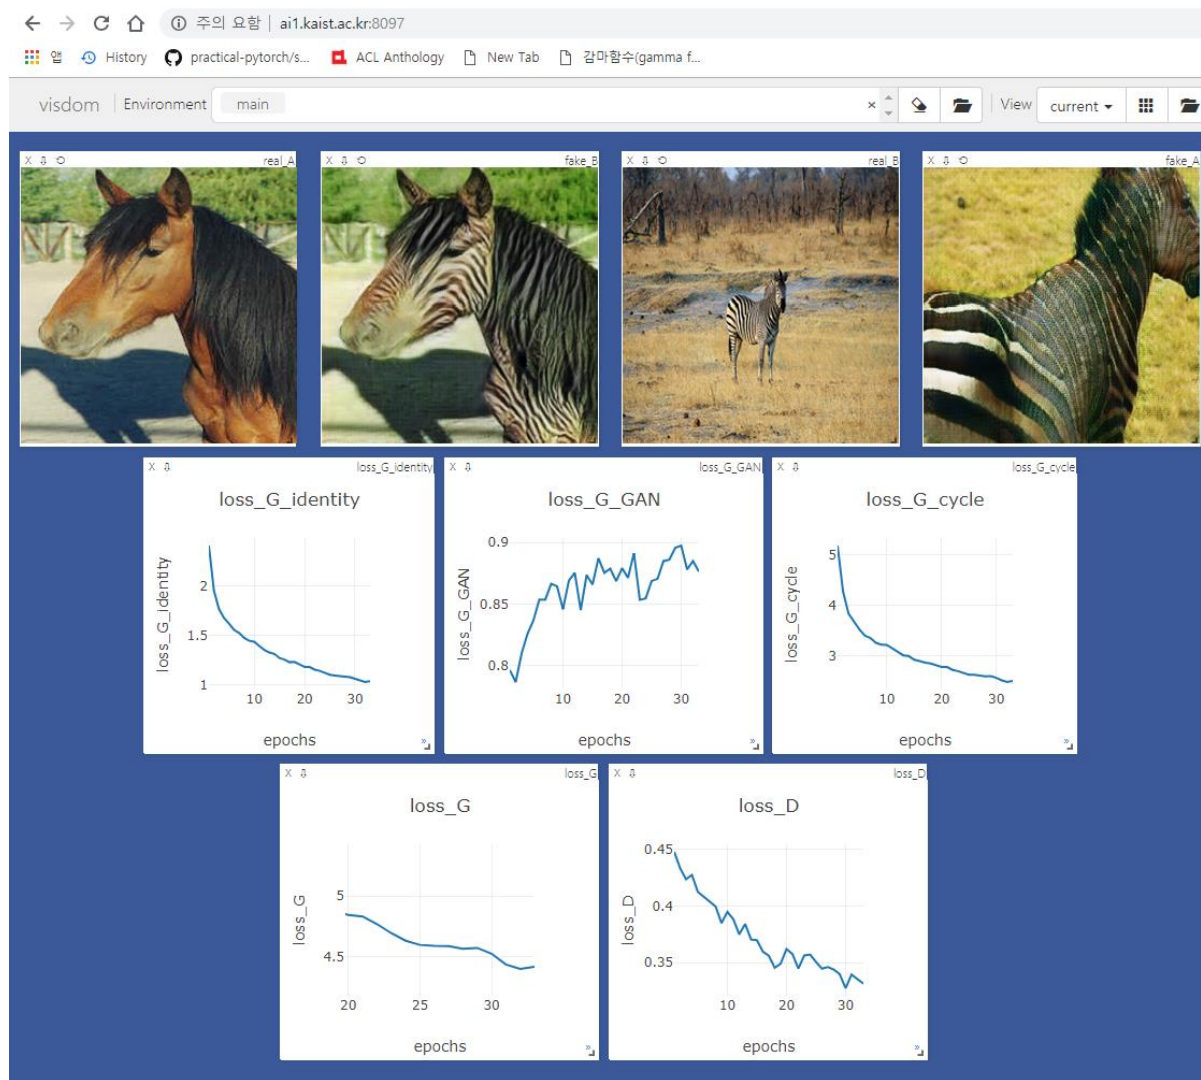 주의 요함 | ai1.kaist.ac.kr:8097
앱 History practical-pytorch/s... ACL Anthology New Tab 감마함수(gamma f...
visdom Environment main × View current
X real_A X fake_B X real_B X fake_A
X loss_G_identity X loss_G_GAN X loss_G_cycle
loss_G_identity
2
1.5
1
10 20 30
loss_G_identity
epochs
loss_G_GAN
0.9
0.85
0.8
10 20 30
loss_G_GAN
epochs
loss_G_cycle
5
4
3
10 20 30
loss_G_cycle
epochs
X loss_G X loss_D
loss_G
5
4.5
20 25 30
loss_G
epochs
loss_D
0.45
0.4
0.35
10 20 30
loss_D
epochs